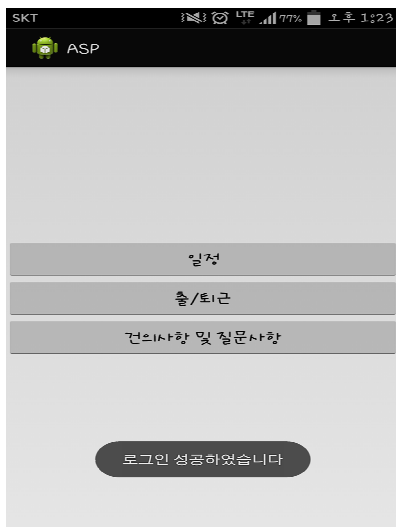 SKT LTE 77% 오후 1:23
ASP
일정
출/퇴근
건의사항 및 질문사항
로그인 성공하였습니다